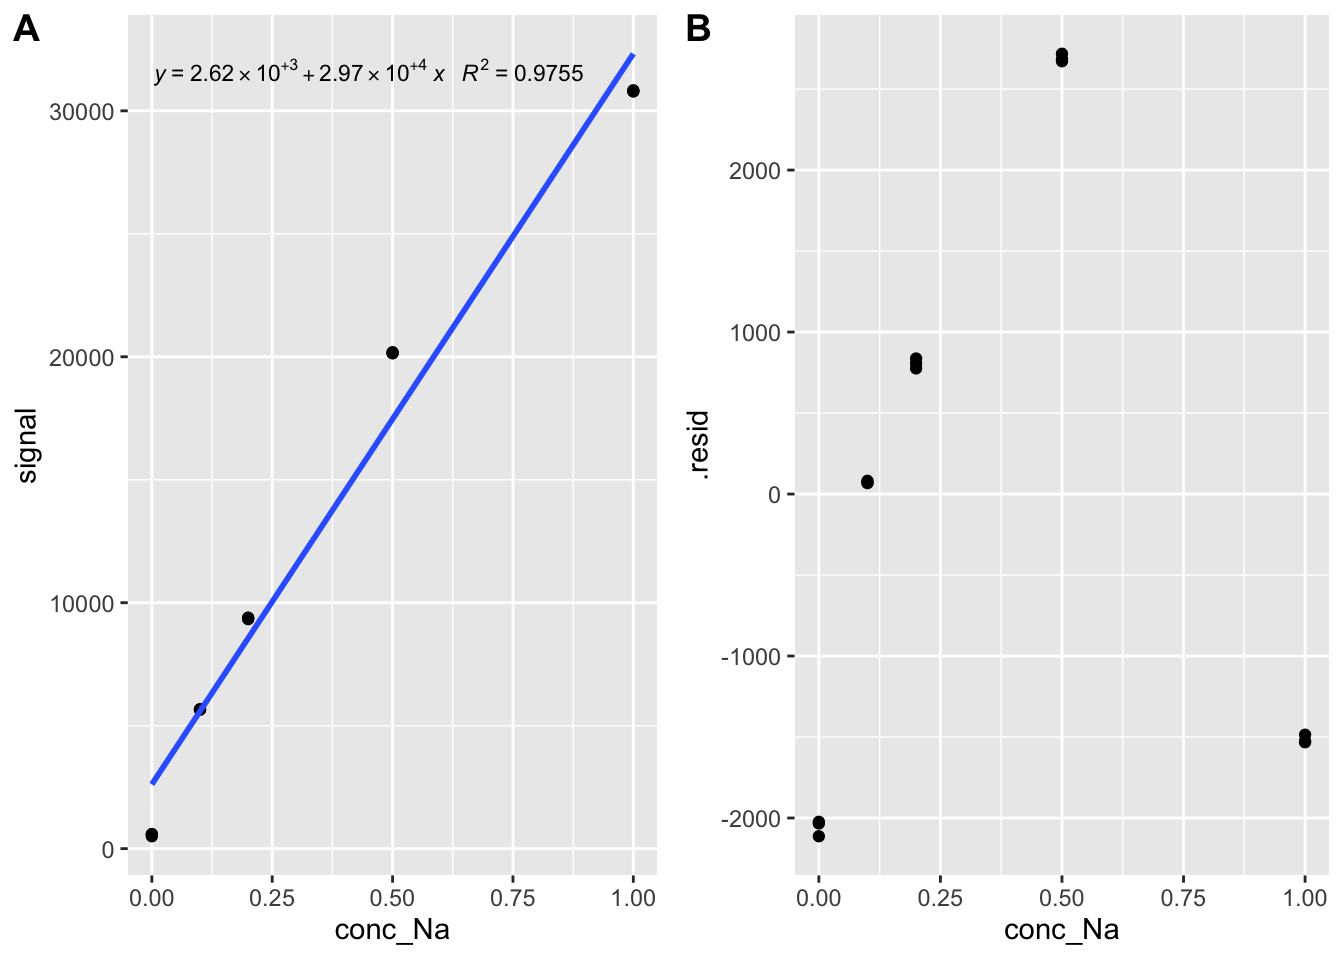 A
y = 2.62 × 10⁺³ + 2.97 × 10⁺⁴ x R² = 0.9755
30000
20000
10000
0
signal
0.00 0.25 0.50 0.75 1.00
conc_Na
B
2000
1000
0
-1000
-2000
.resid
0.00 0.25 0.50 0.75 1.00
conc_Na